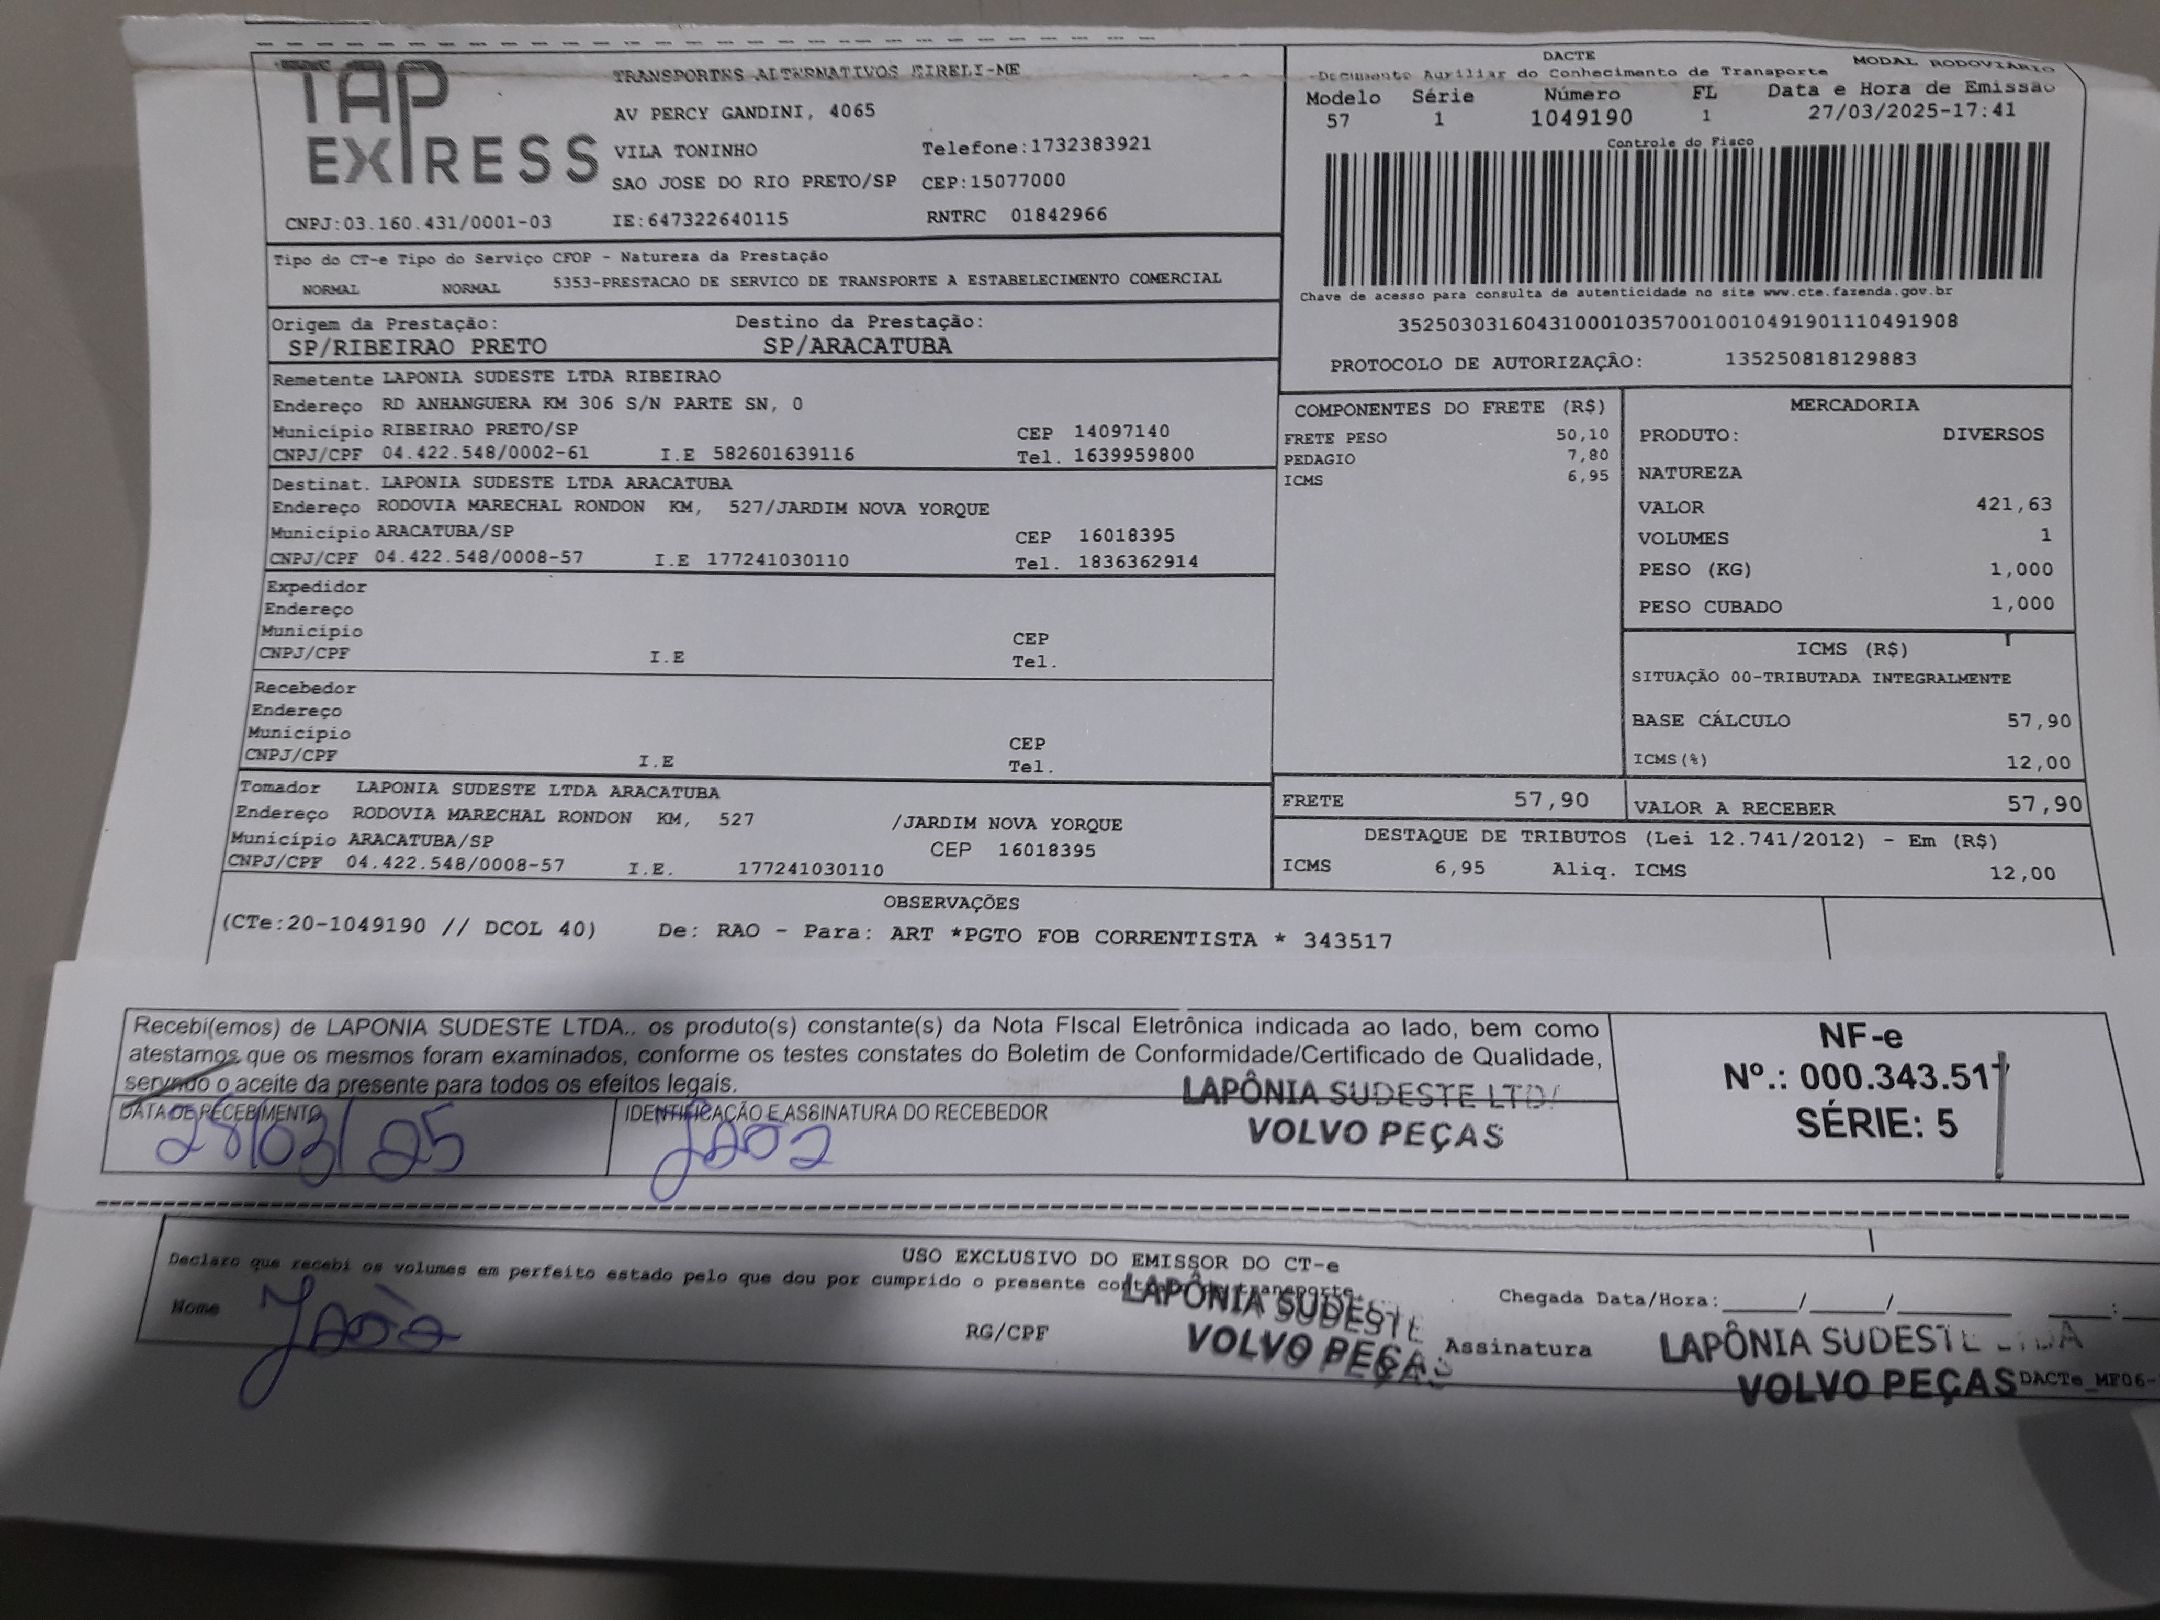 TAP EXPRESS
TRANSPORTES ALTERNATIVOS EIRELI-ME
AV PERCY GANDINI, 4065
VILA TONINHO Telefone:1732383921
SAO JOSE DO RIO PRETO/SP CEP:15077000
CNPJ:03.160.431/0001-03 IE:647322640115 RNTRC 01842966
DACTE MODAL RODOVIÁRIO
Documento Auxiliar do Conhecimento de Transporte
Modelo Série Número FL Data e Hora de Emissão
57 1 1049190 1 27/03/2025-17:41
Controle do Fisco
Chave de acesso para consulta de autenticidade no site www.cte.fazenda.gov.br
35250303160431000103570010010491901110491908
PROTOCOLO DE AUTORIZAÇÂO: 135250818129883
Tipo do CT-e Tipo do Serviço CFOP - Natureza da Prestação
NORMAL NORMAL 5353-PRESTACAO DE SERVICO DE TRANSPORTE A ESTABELECIMENTO COMERCIAL
Origem da Prestação: Destino da Prestação:
SP/RIBEIRAO PRETO SP/ARACATUBA
Remetente LAPONIA SUDESTE LTDA RIBEIRAO
Endereço RD ANHANGUERA KM 306 S/N PARTE SN, 0
Município RIBEIRAO PRETO/SP CEP 14097140
CNPJ/CPF 04.422.548/0002-61 I.E 582601639116 Tel. 1639959800
Destinat. LAPONIA SUDESTE LTDA ARACATUBA
Endereço RODOVIA MARECHAL RONDON KM, 527/JARDIM NOVA YORQUE
Município ARACATUBA/SP CEP 16018395
CNPJ/CPF 04.422.548/0008-57 I.E 177241030110 Tel. 1836362914
Expedidor
Endereço
Município CEP
CNPJ/CPF I.E Tel.
Recebedor
Endereço
Município CEP
CNPJ/CPF I.E Tel.
Tomador LAPONIA SUDESTE LTDA ARACATUBA
Endereço RODOVIA MARECHAL RONDON KM, 527 /JARDIM NOVA YORQUE
Município ARACATUBA/SP CEP 16018395
CNPJ/CPF 04.422.548/0008-57 I.E. 177241030110
COMPONENTES DO FRETE (R$)
FRETE PESO 50,10
PEDAGIO 7,80
ICMS 6,95
MERCADORIA
PRODUTO: DIVERSOS
NATUREZA
VALOR 421,63
VOLUMES 1
PESO (KG) 1,000
PESO CUBADO 1,000
ICMS (R$)
SITUAÇÃO 00-TRIBUTADA INTEGRALMENTE
BASE CÁLCULO 57,90
ICMS(%) 12,00
FRETE 57,90 VALOR A RECEBER 57,90
DESTAQUE DE TRIBUTOS (Lei 12.741/2012) - Em (R$)
ICMS 6,95 Aliq. ICMS 12,00
OBSERVAÇÕES
(CTe:20-1049190 // DCOL 40) De: RAO - Para: ART *PGTO FOB CORRENTISTA * 343517
Recebi(emos) de LAPONIA SUDESTE LTDA.. os produto(s) constante(s) da Nota FIscal Eletrônica indicada ao lado, bem como
atestamos que os mesmos foram examinados, conforme os testes constates do Boletim de Conformidade/Certificado de Qualidade,
servndo o aceite da presente para todos os efeitos legais.
DATA DE RECEBIMENTO IDENTIFICAÇÃO E ASSINATURA DO RECEBEDOR
28/03/25 João
LAPÔNIA SUDESTE LTDA
VOLVO PEÇAS
NF-e
Nº.: 000.343.517
SÉRIE: 5
USO EXCLUSIVO DO EMISSOR DO CT-e
Declaro que recebi os volumes em perfeito estado pelo que dou por cumprido o presente contrato de transporte.
Nome João RG/CPF Assinatura
Chegada Data/Hora:_____/_____/_______ ____:
LAPÔNIA SUDESTE
VOLVO PEÇAS
LAPÔNIA SUDESTE LTDA
VOLVO PEÇAS
DACTe_MF06-